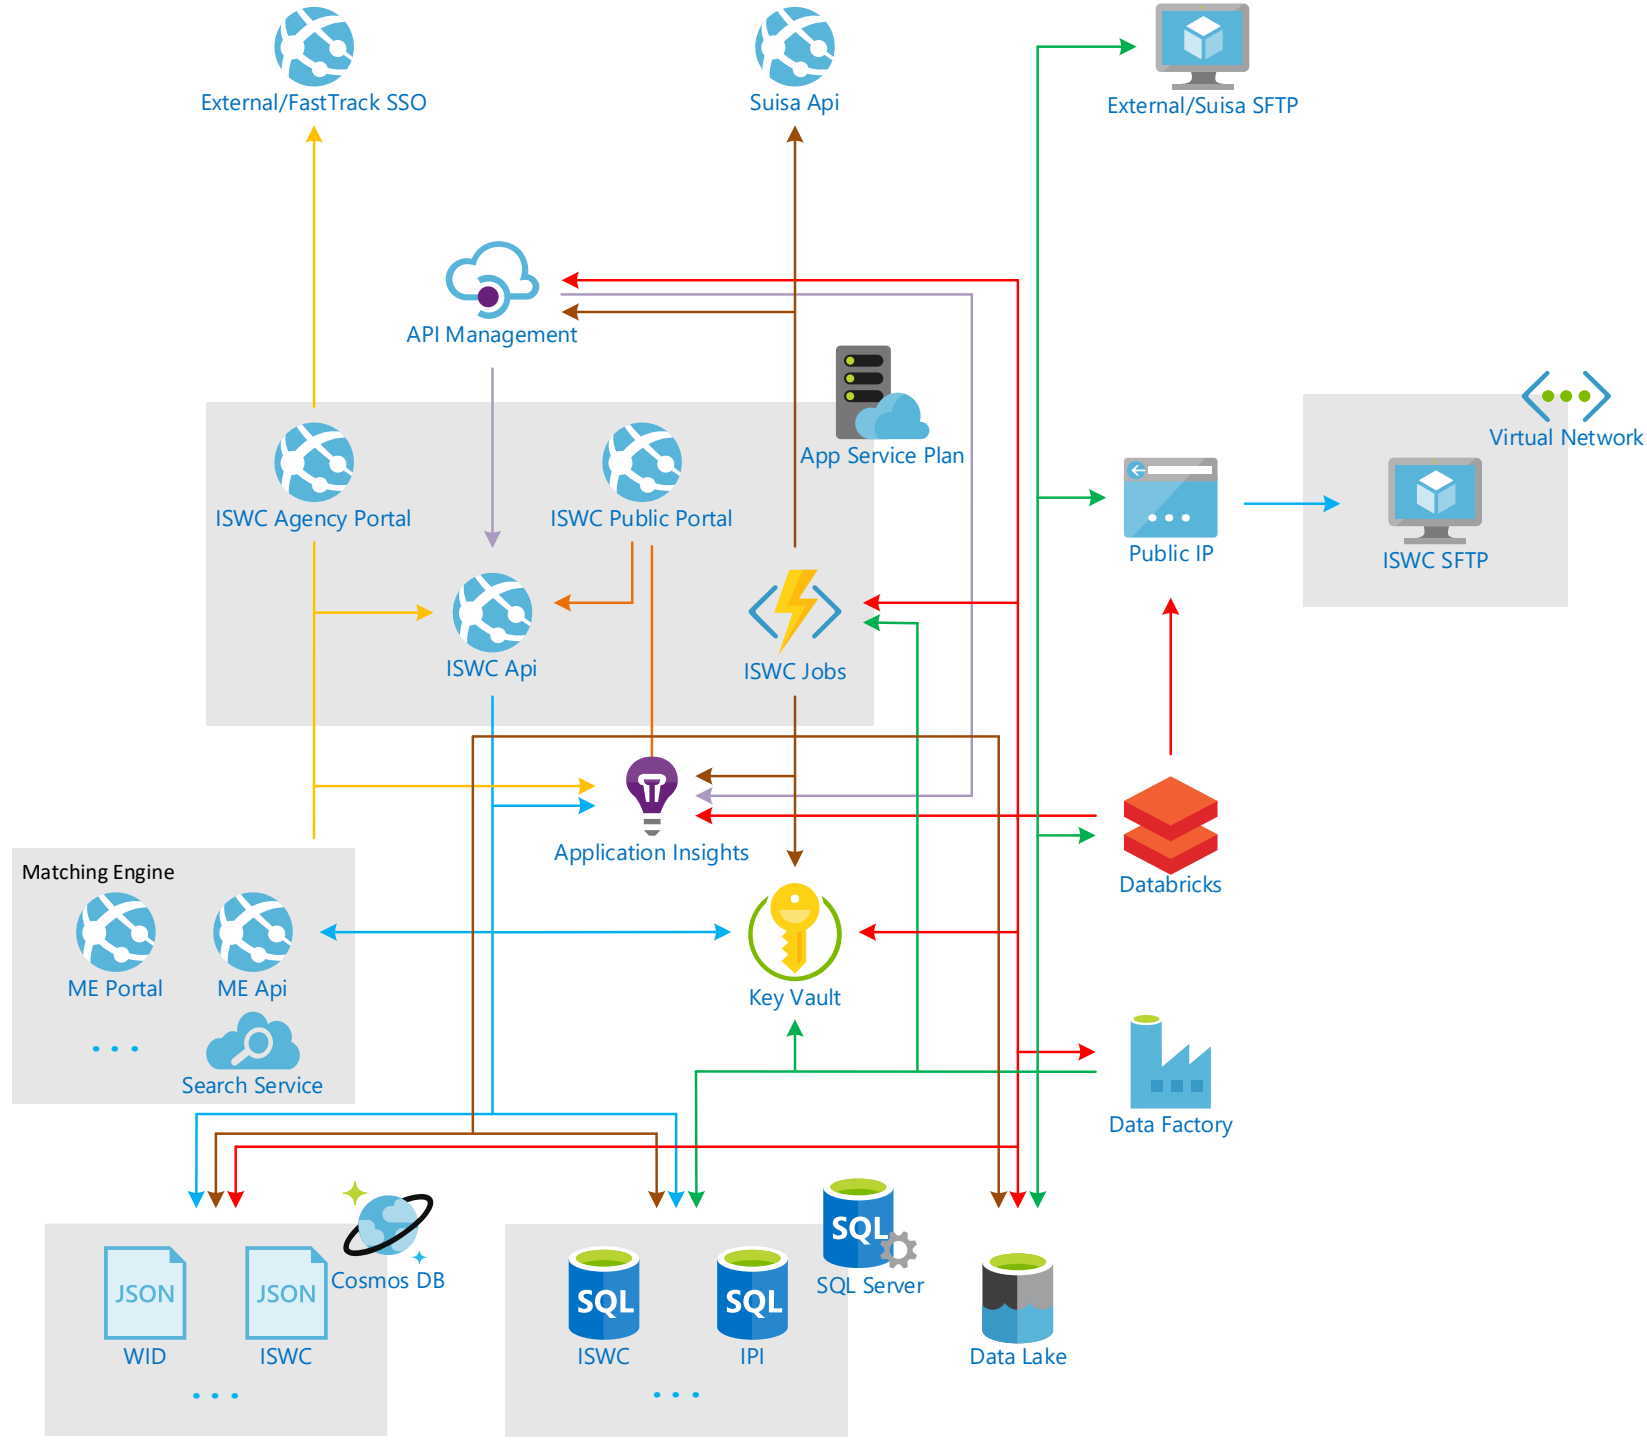 External/FastTrack SSO
Suisa Api
External/Suisa SFTP
API Management
App Service Plan
Virtual Network
ISWC Agency Portal
ISWC Public Portal
Public IP
ISWC SFTP
ISWC Api
ISWC Jobs
Application Insights
Matching Engine
Databricks
ME Portal
ME Api
Key Vault
Search Service
Data Factory
SQL
JSON
JSON
Cosmos DB
SQL
SQL
SQL Server
WID
ISWC
ISWC
IPI
Data Lake